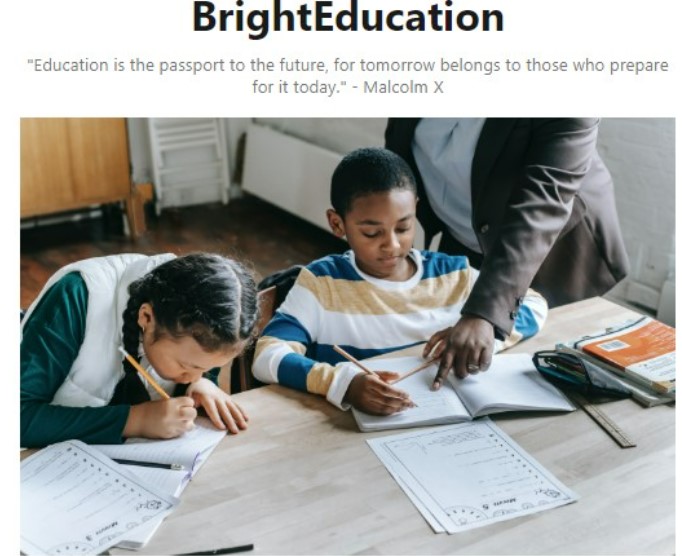 BrightEducation
"Education is the passport to the future, for tomorrow belongs to those who prepare
for it today." - Malcolm X